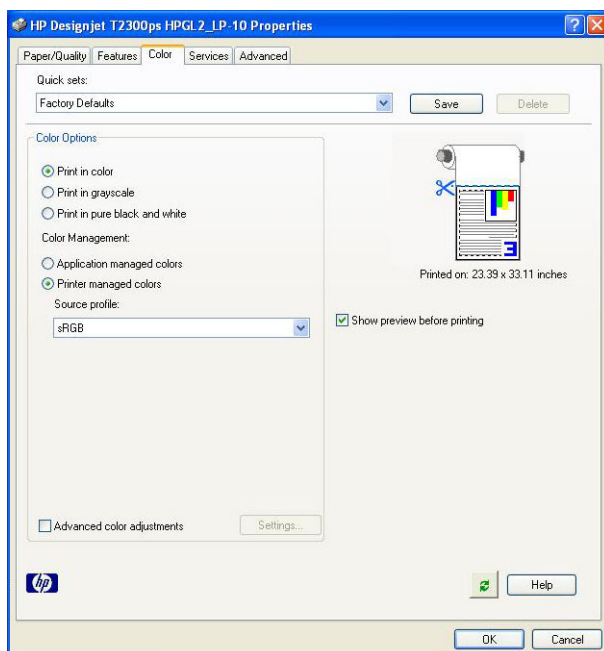 HP Designjet T2300ps HPGL2_LP-10 Properties
Paper/Quality Features Color Services Advanced
Quick sets:
Factory Defaults
Save
Delete
Color Options
Print in color
Print in grayscale
Print in pure black and white
Color Management:
Application managed colors
Printer managed colors
Source profile:
sRGB
Advanced color adjustments
Settings...
3
Printed on: 23.39 x 33.11 inches
Show preview before printing
hp
Help
OK
Cancel